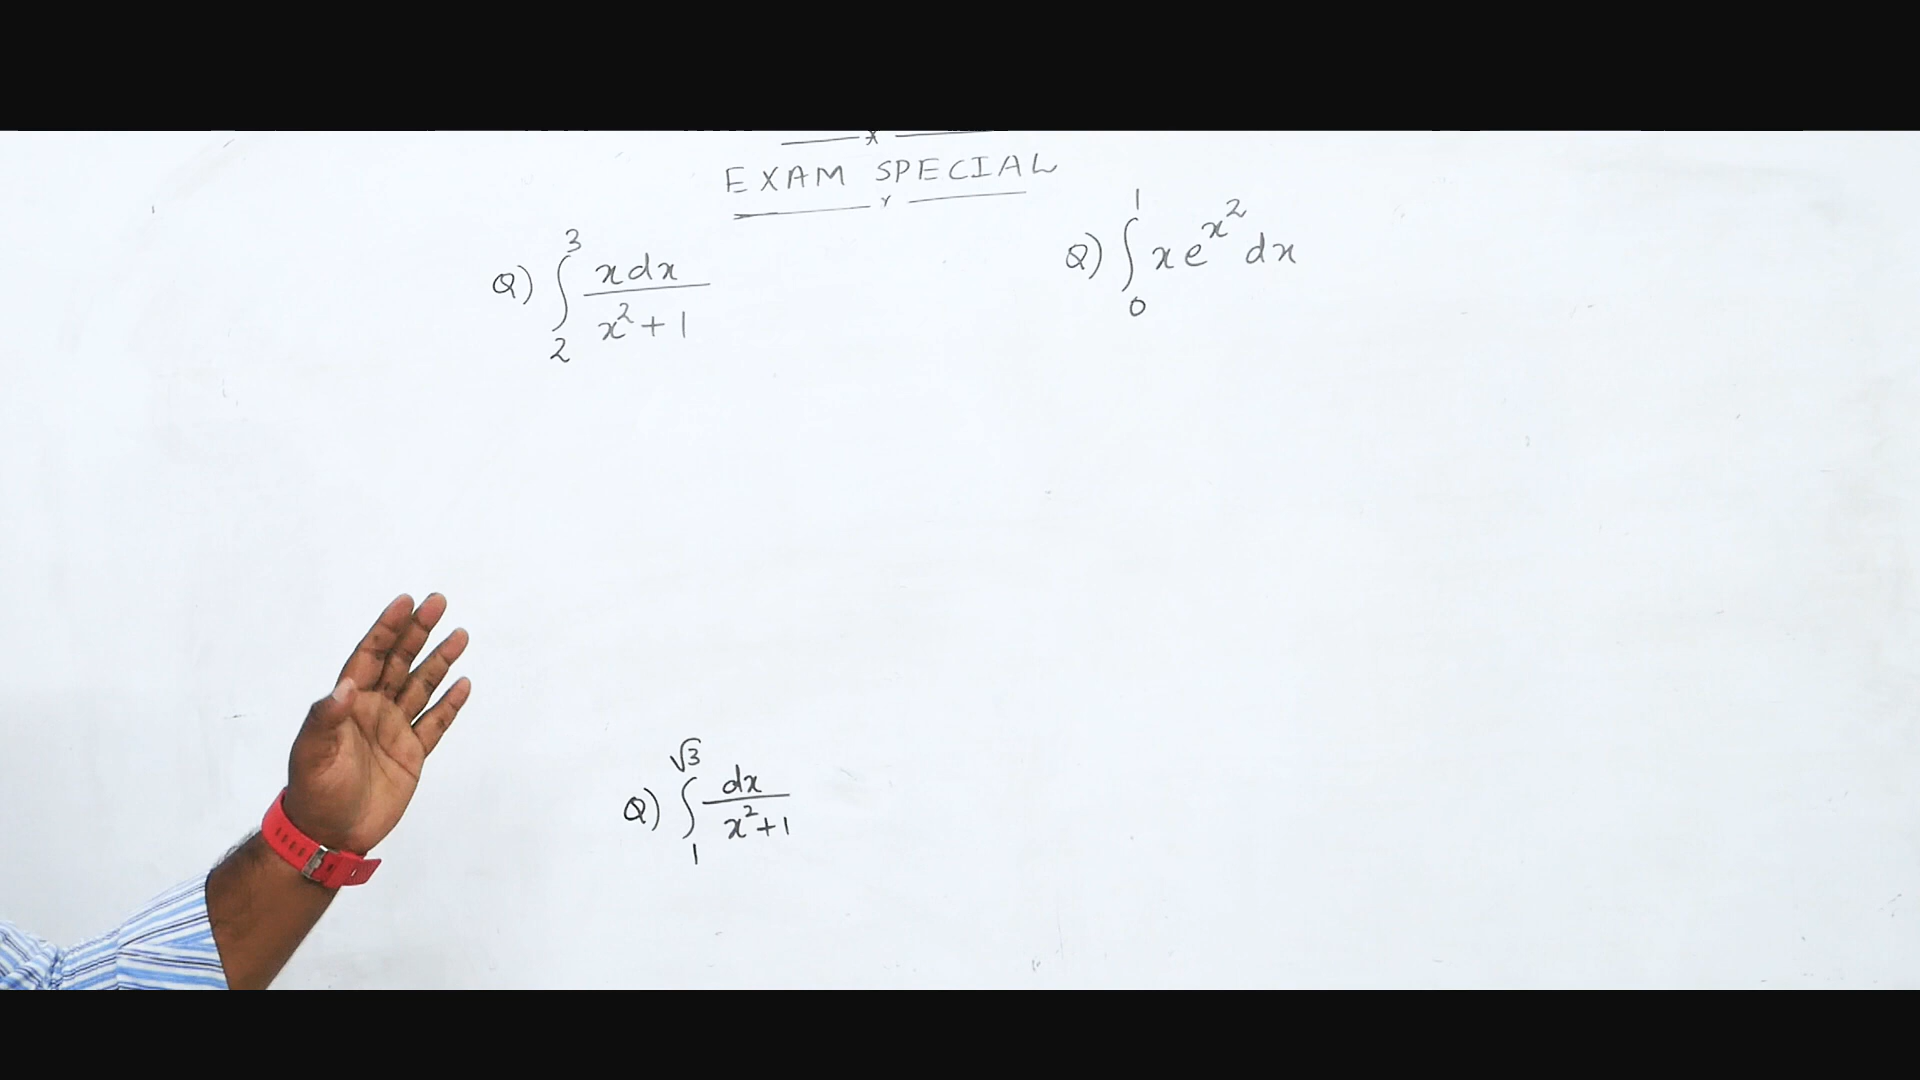 EXAM SPECIAL
Q) ∫₂³ x dx / (x² + 1)
Q) ∫₀¹ x e^(x²) dx
Q) ∫₁^(√3) dx / (x² + 1)